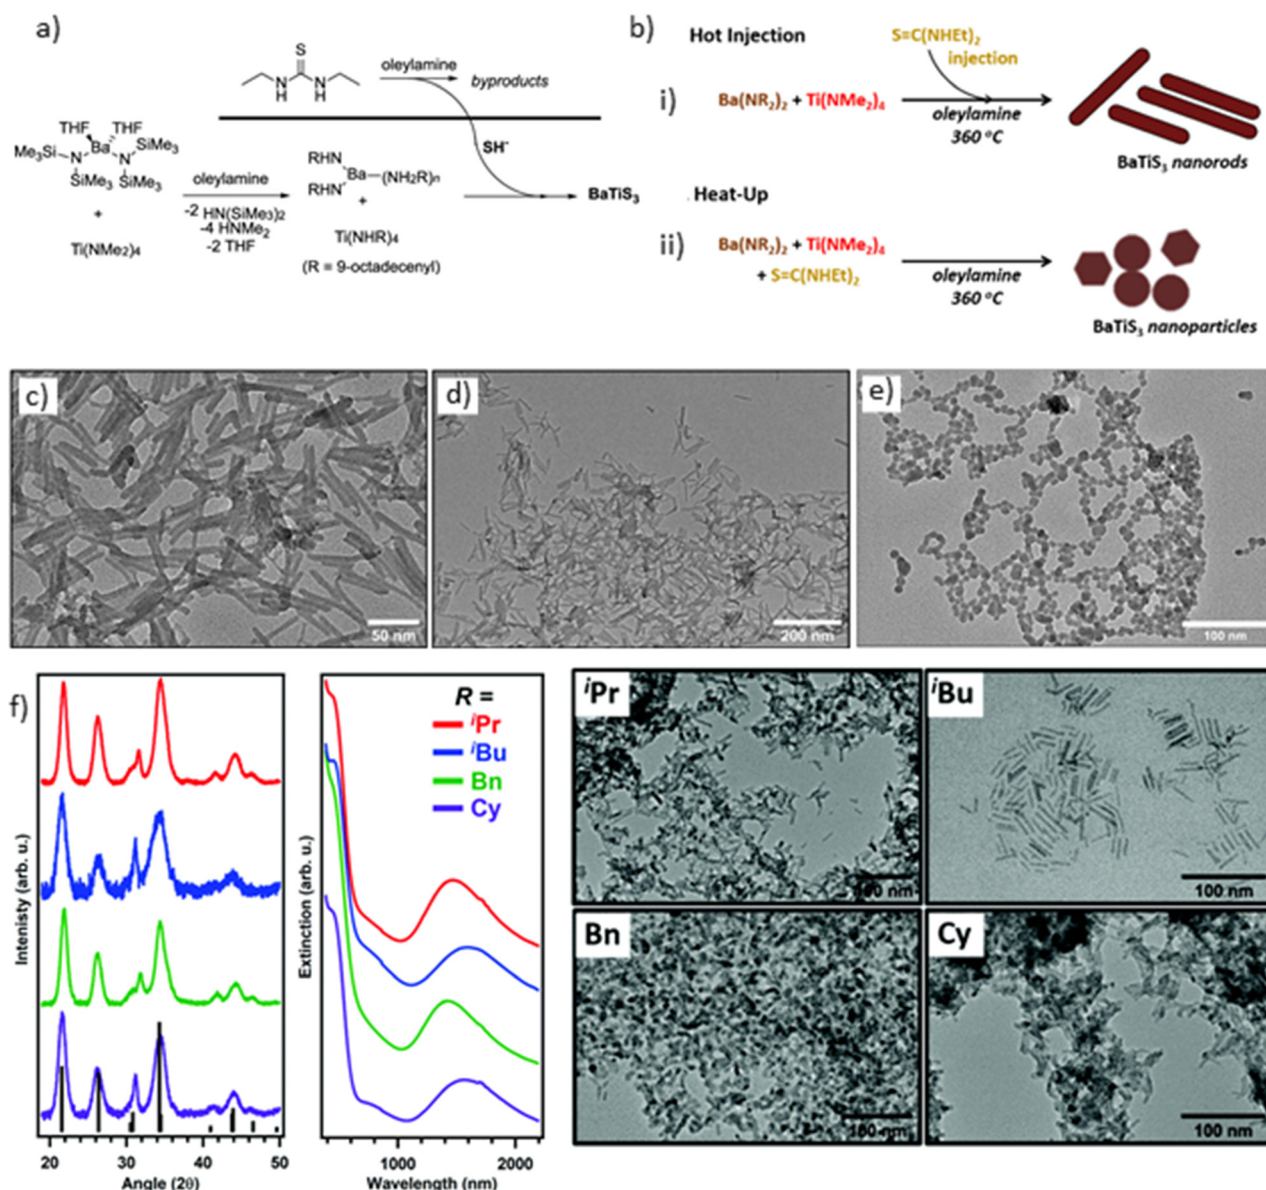 a)
S
N
H
N
H
oleylamine
byproducts
THF
THF
Me₃Si
Ba
SiMe₃
N
N
SiMe₃
SiMe₃
+
Ti(NMe2)₄
oleylamine
-2 HN(SiMe₃)₂
-4 HNMe₂
-2 THF
RHN
RHN
Ba
(NH2R)n
+
Ti(NHR)₄
(R = 9-octadecenyl)
SH⁻
BaTiS₃
b)
Hot Injection
S=C(NHEt)₂
injection
i)
Ba(NR₂)₂ + Ti(NMe₂)₄
oleylamine
360 °C
BaTiS₃ nanorods
Heat-Up
ii)
Ba(NR₂)₂ + Ti(NMe₂)₄
+ S=C(NHEt)₂
oleylamine
360 °C
BaTiS₃ nanoparticles
c)
50 nm
d)
200 nm
e)
100 nm
f)
Intenisty (arb. u.)
20 30 40 50
Angle (2θ)
Extinction (arb. u.)
R =
ⁱPr
ⁱBu
Bn
Cy
1000 2000
Wavelength (nm)
ⁱPr
100 nm
ⁱBu
100 nm
Bn
100 nm
Cy
100 nm